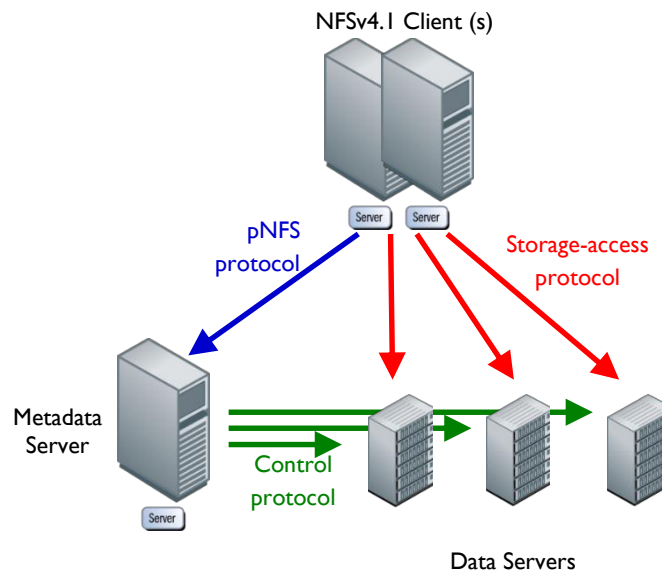 NFSv4.1 Client (s)
Server
Server
pNFS
protocol
Storage-access
protocol
Metadata
Server
Control
protocol
Server
Data Servers